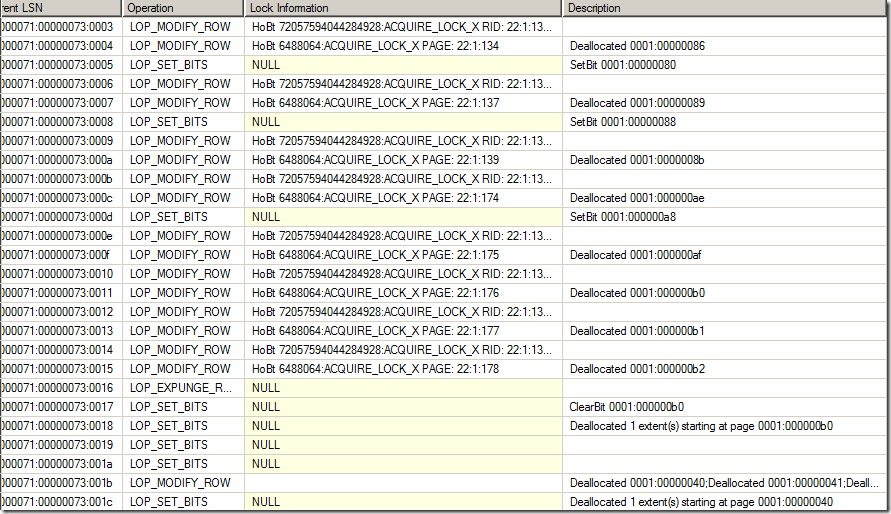 rent LSN Operation Lock Information Description
000071:00000073:0003 LOP_MODIFY_ROW HoBt 72057594044284928:ACQUIRE_LOCK_X RID: 22:1:13...
000071:00000073:0004 LOP_MODIFY_ROW HoBt 6488064:ACQUIRE_LOCK_X PAGE: 22:1:134 Deallocated 0001:00000086
000071:00000073:0005 LOP_SET_BITS NULL SetBit 0001:00000080
000071:00000073:0006 LOP_MODIFY_ROW HoBt 72057594044284928:ACQUIRE_LOCK_X RID: 22:1:13...
000071:00000073:0007 LOP_MODIFY_ROW HoBt 6488064:ACQUIRE_LOCK_X PAGE: 22:1:137 Deallocated 0001:00000089
000071:00000073:0008 LOP_SET_BITS NULL SetBit 0001:00000088
000071:00000073:0009 LOP_MODIFY_ROW HoBt 72057594044284928:ACQUIRE_LOCK_X RID: 22:1:13...
000071:00000073:000a LOP_MODIFY_ROW HoBt 6488064:ACQUIRE_LOCK_X PAGE: 22:1:139 Deallocated 0001:0000008b
000071:00000073:000b LOP_MODIFY_ROW HoBt 72057594044284928:ACQUIRE_LOCK_X RID: 22:1:13...
000071:00000073:000c LOP_MODIFY_ROW HoBt 6488064:ACQUIRE_LOCK_X PAGE: 22:1:174 Deallocated 0001:000000ae
000071:00000073:000d LOP_SET_BITS NULL SetBit 0001:000000a8
000071:00000073:000e LOP_MODIFY_ROW HoBt 72057594044284928:ACQUIRE_LOCK_X RID: 22:1:13...
000071:00000073:000f LOP_MODIFY_ROW HoBt 6488064:ACQUIRE_LOCK_X PAGE: 22:1:175 Deallocated 0001:000000af
000071:00000073:0010 LOP_MODIFY_ROW HoBt 72057594044284928:ACQUIRE_LOCK_X RID: 22:1:13...
000071:00000073:0011 LOP_MODIFY_ROW HoBt 6488064:ACQUIRE_LOCK_X PAGE: 22:1:176 Deallocated 0001:000000b0
000071:00000073:0012 LOP_MODIFY_ROW HoBt 72057594044284928:ACQUIRE_LOCK_X RID: 22:1:13...
000071:00000073:0013 LOP_MODIFY_ROW HoBt 6488064:ACQUIRE_LOCK_X PAGE: 22:1:177 Deallocated 0001:000000b1
000071:00000073:0014 LOP_MODIFY_ROW HoBt 72057594044284928:ACQUIRE_LOCK_X RID: 22:1:13...
000071:00000073:0015 LOP_MODIFY_ROW HoBt 6488064:ACQUIRE_LOCK_X PAGE: 22:1:178 Deallocated 0001:000000b2
000071:00000073:0016 LOP_EXPUNGE_R... NULL
000071:00000073:0017 LOP_SET_BITS NULL ClearBit 0001:000000b0
000071:00000073:0018 LOP_SET_BITS NULL Deallocated 1 extent(s) starting at page 0001:000000b0
000071:00000073:0019 LOP_SET_BITS NULL
000071:00000073:001a LOP_SET_BITS NULL
000071:00000073:001b LOP_MODIFY_ROW Deallocated 0001:00000040;Deallocated 0001:00000041;Deall...
000071:00000073:001c LOP_SET_BITS NULL Deallocated 1 extent(s) starting at page 0001:00000040